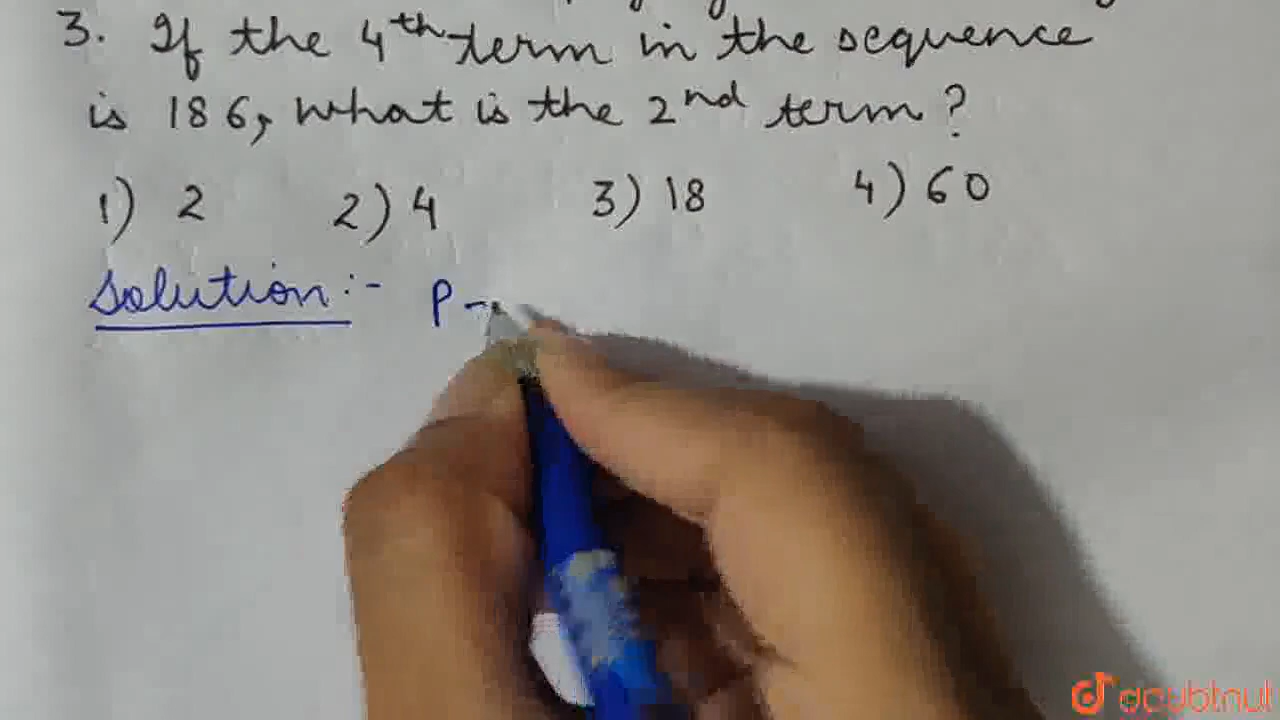 3. If the 4th term in the sequence
is 186, what is the 2nd term?
1) 2 2) 4 3) 18 4) 60
Solution:- P -
doubtnut